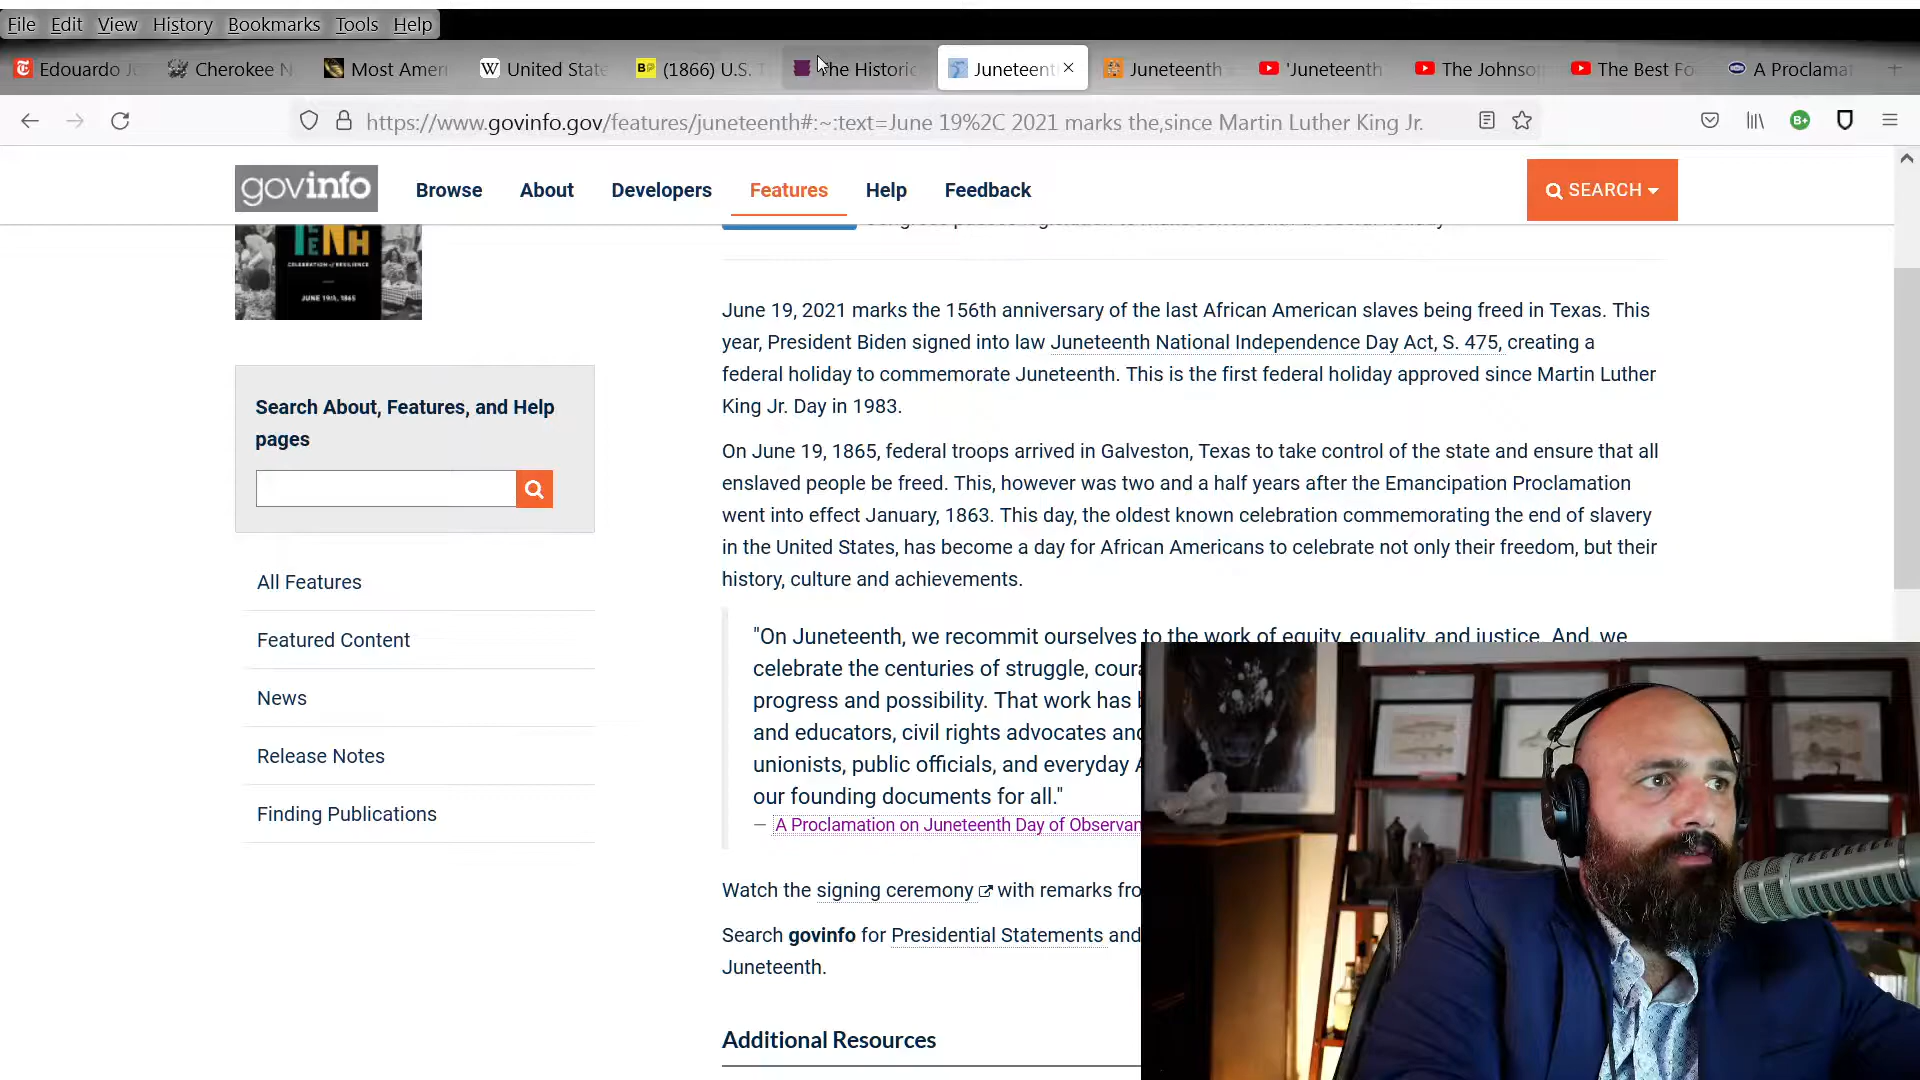 File Edit View History Bookmarks Tools Help
Edouardo Cherokee N Most Ameri United State (1866) U.S. T The Historic Juneteent Juneteenth 'Juneteenth The Johnso The Best Fo A Proclamat
https://www.govinfo.gov/features/juneteenth#:~:text=June 19%2C 2021 marks the,since Martin Luther King Jr.
govinfo Browse About Developers Features Help Feedback SEARCH
CELEBRATION of RESILIENCE
JUNE 19th, 1865
Search About, Features, and Help
pages
All Features
Featured Content
News
Release Notes
Finding Publications
June 19, 2021 marks the 156th anniversary of the last African American slaves being freed in Texas. This
year, President Biden signed into law Juneteenth National Independence Day Act, S. 475, creating a
federal holiday to commemorate Juneteenth. This is the first federal holiday approved since Martin Luther
King Jr. Day in 1983.
On June 19, 1865, federal troops arrived in Galveston, Texas to take control of the state and ensure that all
enslaved people be freed. This, however was two and a half years after the Emancipation Proclamation
went into effect January, 1863. This day, the oldest known celebration commemorating the end of slavery
in the United States, has become a day for African Americans to celebrate not only their freedom, but their
history, culture and achievements.
"On Juneteenth, we recommit ourselves to the work of equity, equality, and justice. And, we
celebrate the centuries of struggle, coura
progress and possibility. That work has b
and educators, civil rights advocates and
unionists, public officials, and everyday A
our founding documents for all."
— A Proclamation on Juneteenth Day of Observan
Watch the signing ceremony with remarks fro
Search govinfo for Presidential Statements and
Juneteenth.
Additional Resources